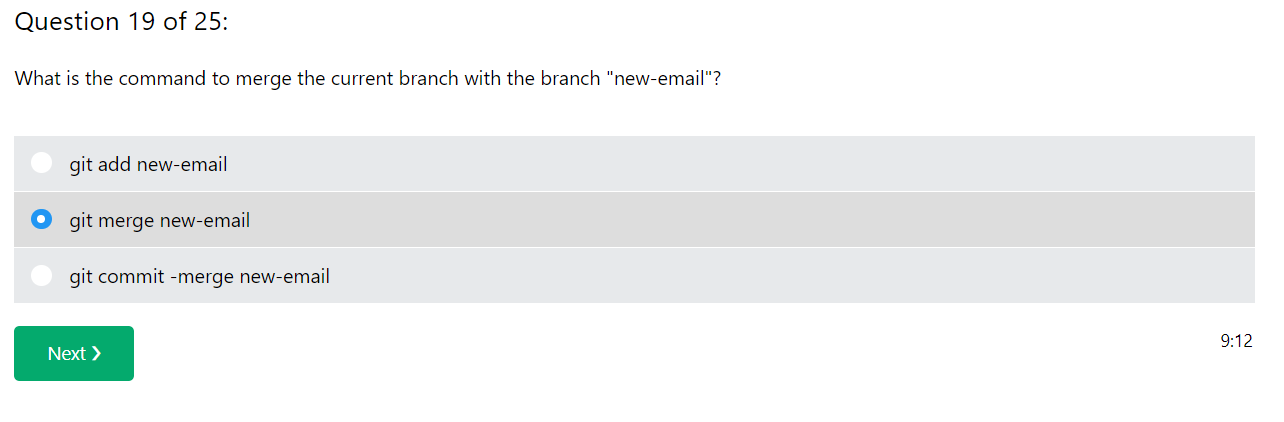 Question 19 of 25:
What is the command to merge the current branch with the branch "new-email"?
git add new-email
git merge new-email
git commit -merge new-email
Next ❯
9:12